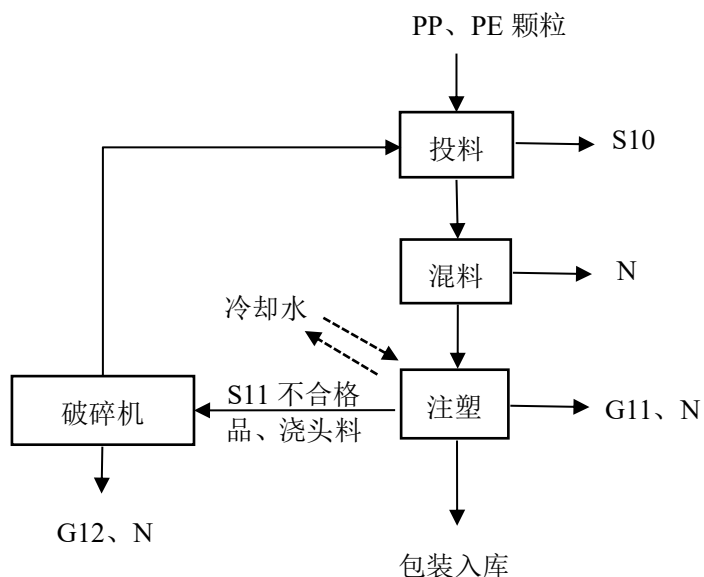 PP、PE 颗粒
投料
S10
混料
N
冷却水
S11 不合格
品、浇头料
破碎机
注塑
G11、N
G12、N
包装入库